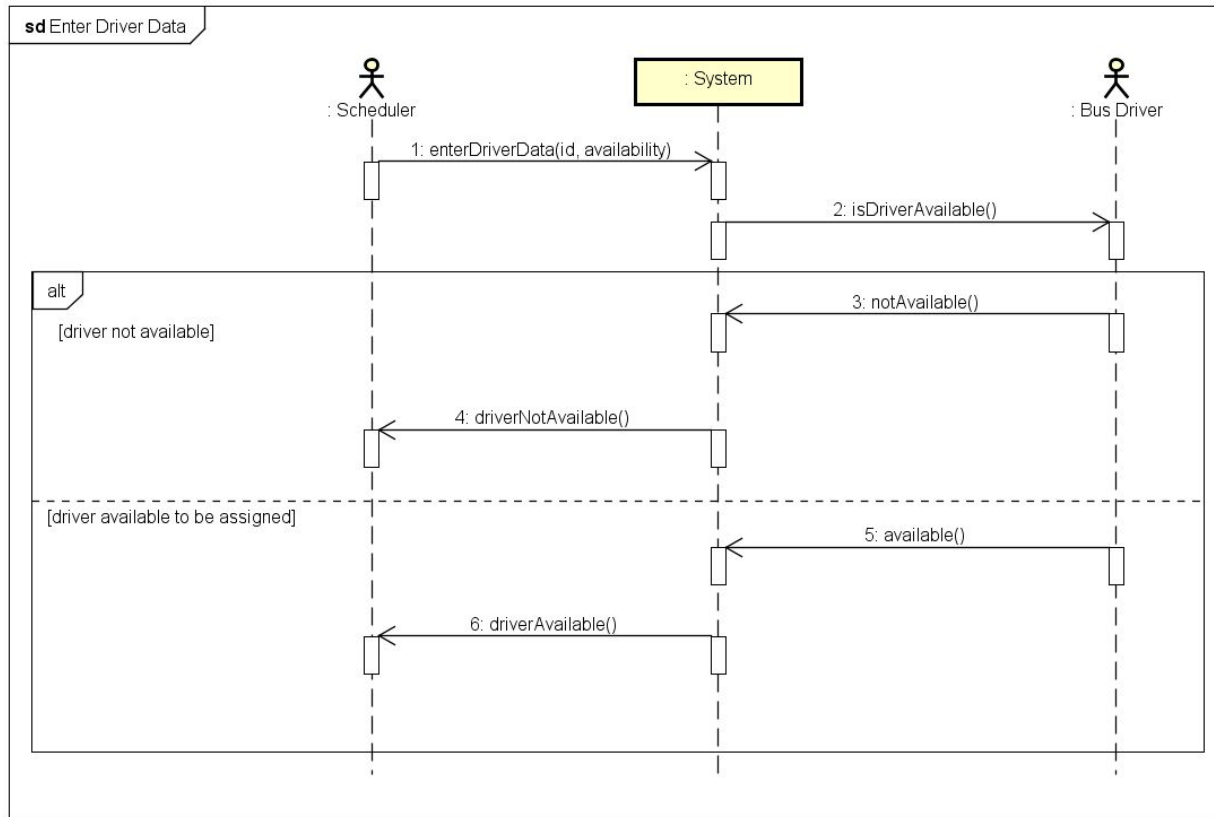 sd Enter Driver Data
: Scheduler
: System
: Bus Driver
1: enterDriverData(id, availability)
2: isDriverAvailable()
alt
[driver not available]
3: notAvailable()
4: driverNotAvailable()
[driver available to be assigned]
5: available()
6: driverAvailable()